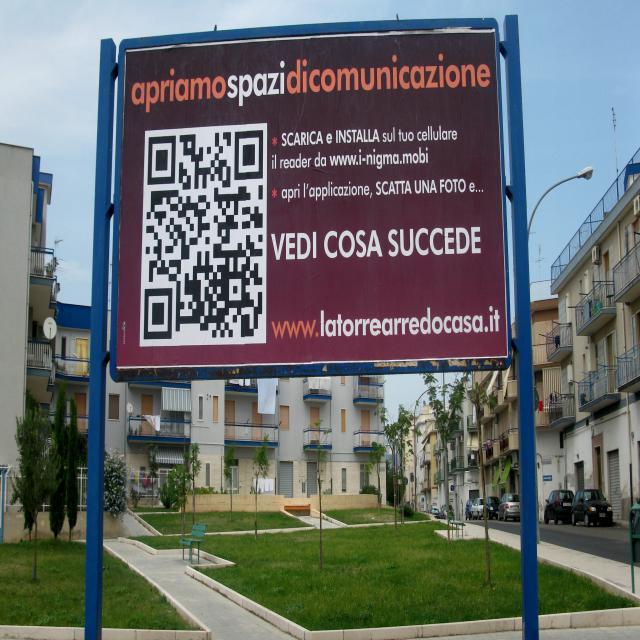 apriamospazidicomunicazione
* SCARICA e INSTALLA sul tuo cellulare
il reader da www.i-nigma.mobi
* apri l'applicazione, SCATTA UNA FOTO e...
VEDI COSA SUCCEDE
www.latorrearredocasa.it